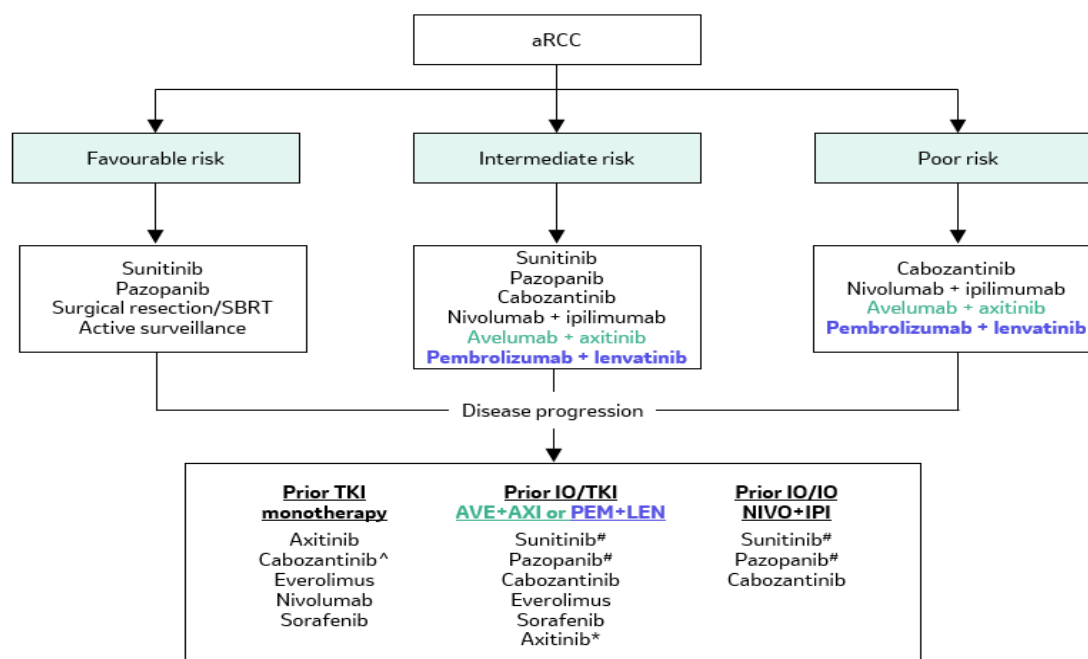 aRCC
Favourable risk
Intermediate risk
Poor risk
Sunitinib
Pazopanib
Surgical resection/SBRT
Active surveillance
Sunitinib
Pazopanib
Cabozantinib
Nivolumab + ipilimumab
Avelumab + axitinib
Pembrolizumab + lenvatinib
Cabozantinib
Nivolumab + ipilimumab
Avelumab + axitinib
Pembrolizumab + lenvatinib
Disease progression
Prior TKI
monotherapy
Axitinib
Cabozantinib^
Everolimus
Nivolumab
Sorafenib
Prior IO/TKI
AVE+AXI or PEM+LEN
Sunitinib#
Pazopanib#
Cabozantinib
Everolimus
Sorafenib
Axitinib*
Prior IO/IO
NIVO+IPI
Sunitinib#
Pazopanib#
Cabozantinib